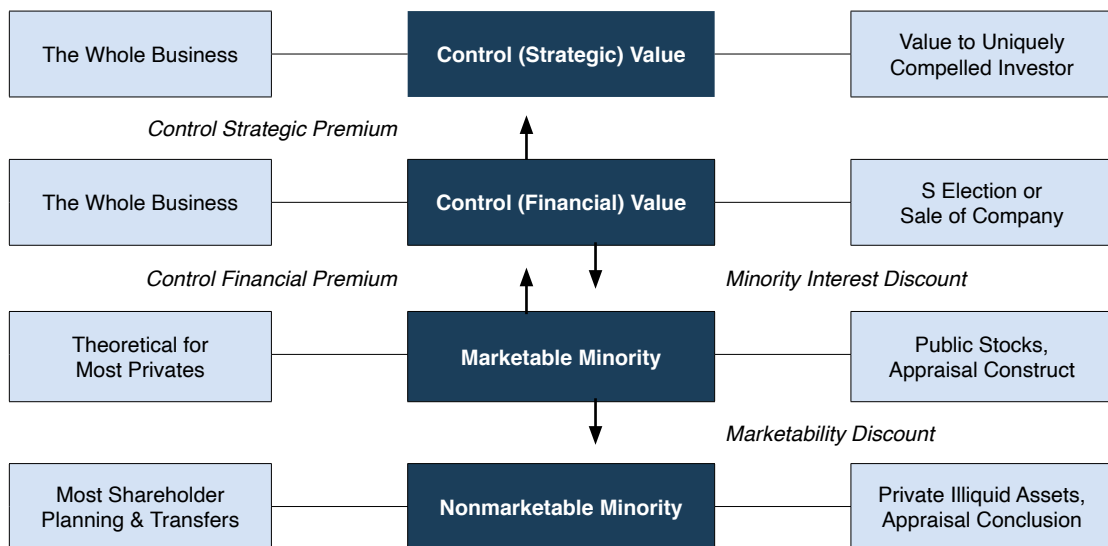 The Whole Business
Control (Strategic) Value
Value to Uniquely
Compelled Investor
Control Strategic Premium
The Whole Business
Control (Financial) Value
S Election or
Sale of Company
Control Financial Premium
Minority Interest Discount
Theoretical for
Most Privates
Marketable Minority
Public Stocks,
Appraisal Construct
Marketability Discount
Most Shareholder
Planning & Transfers
Nonmarketable Minority
Private Illiquid Assets,
Appraisal Conclusion